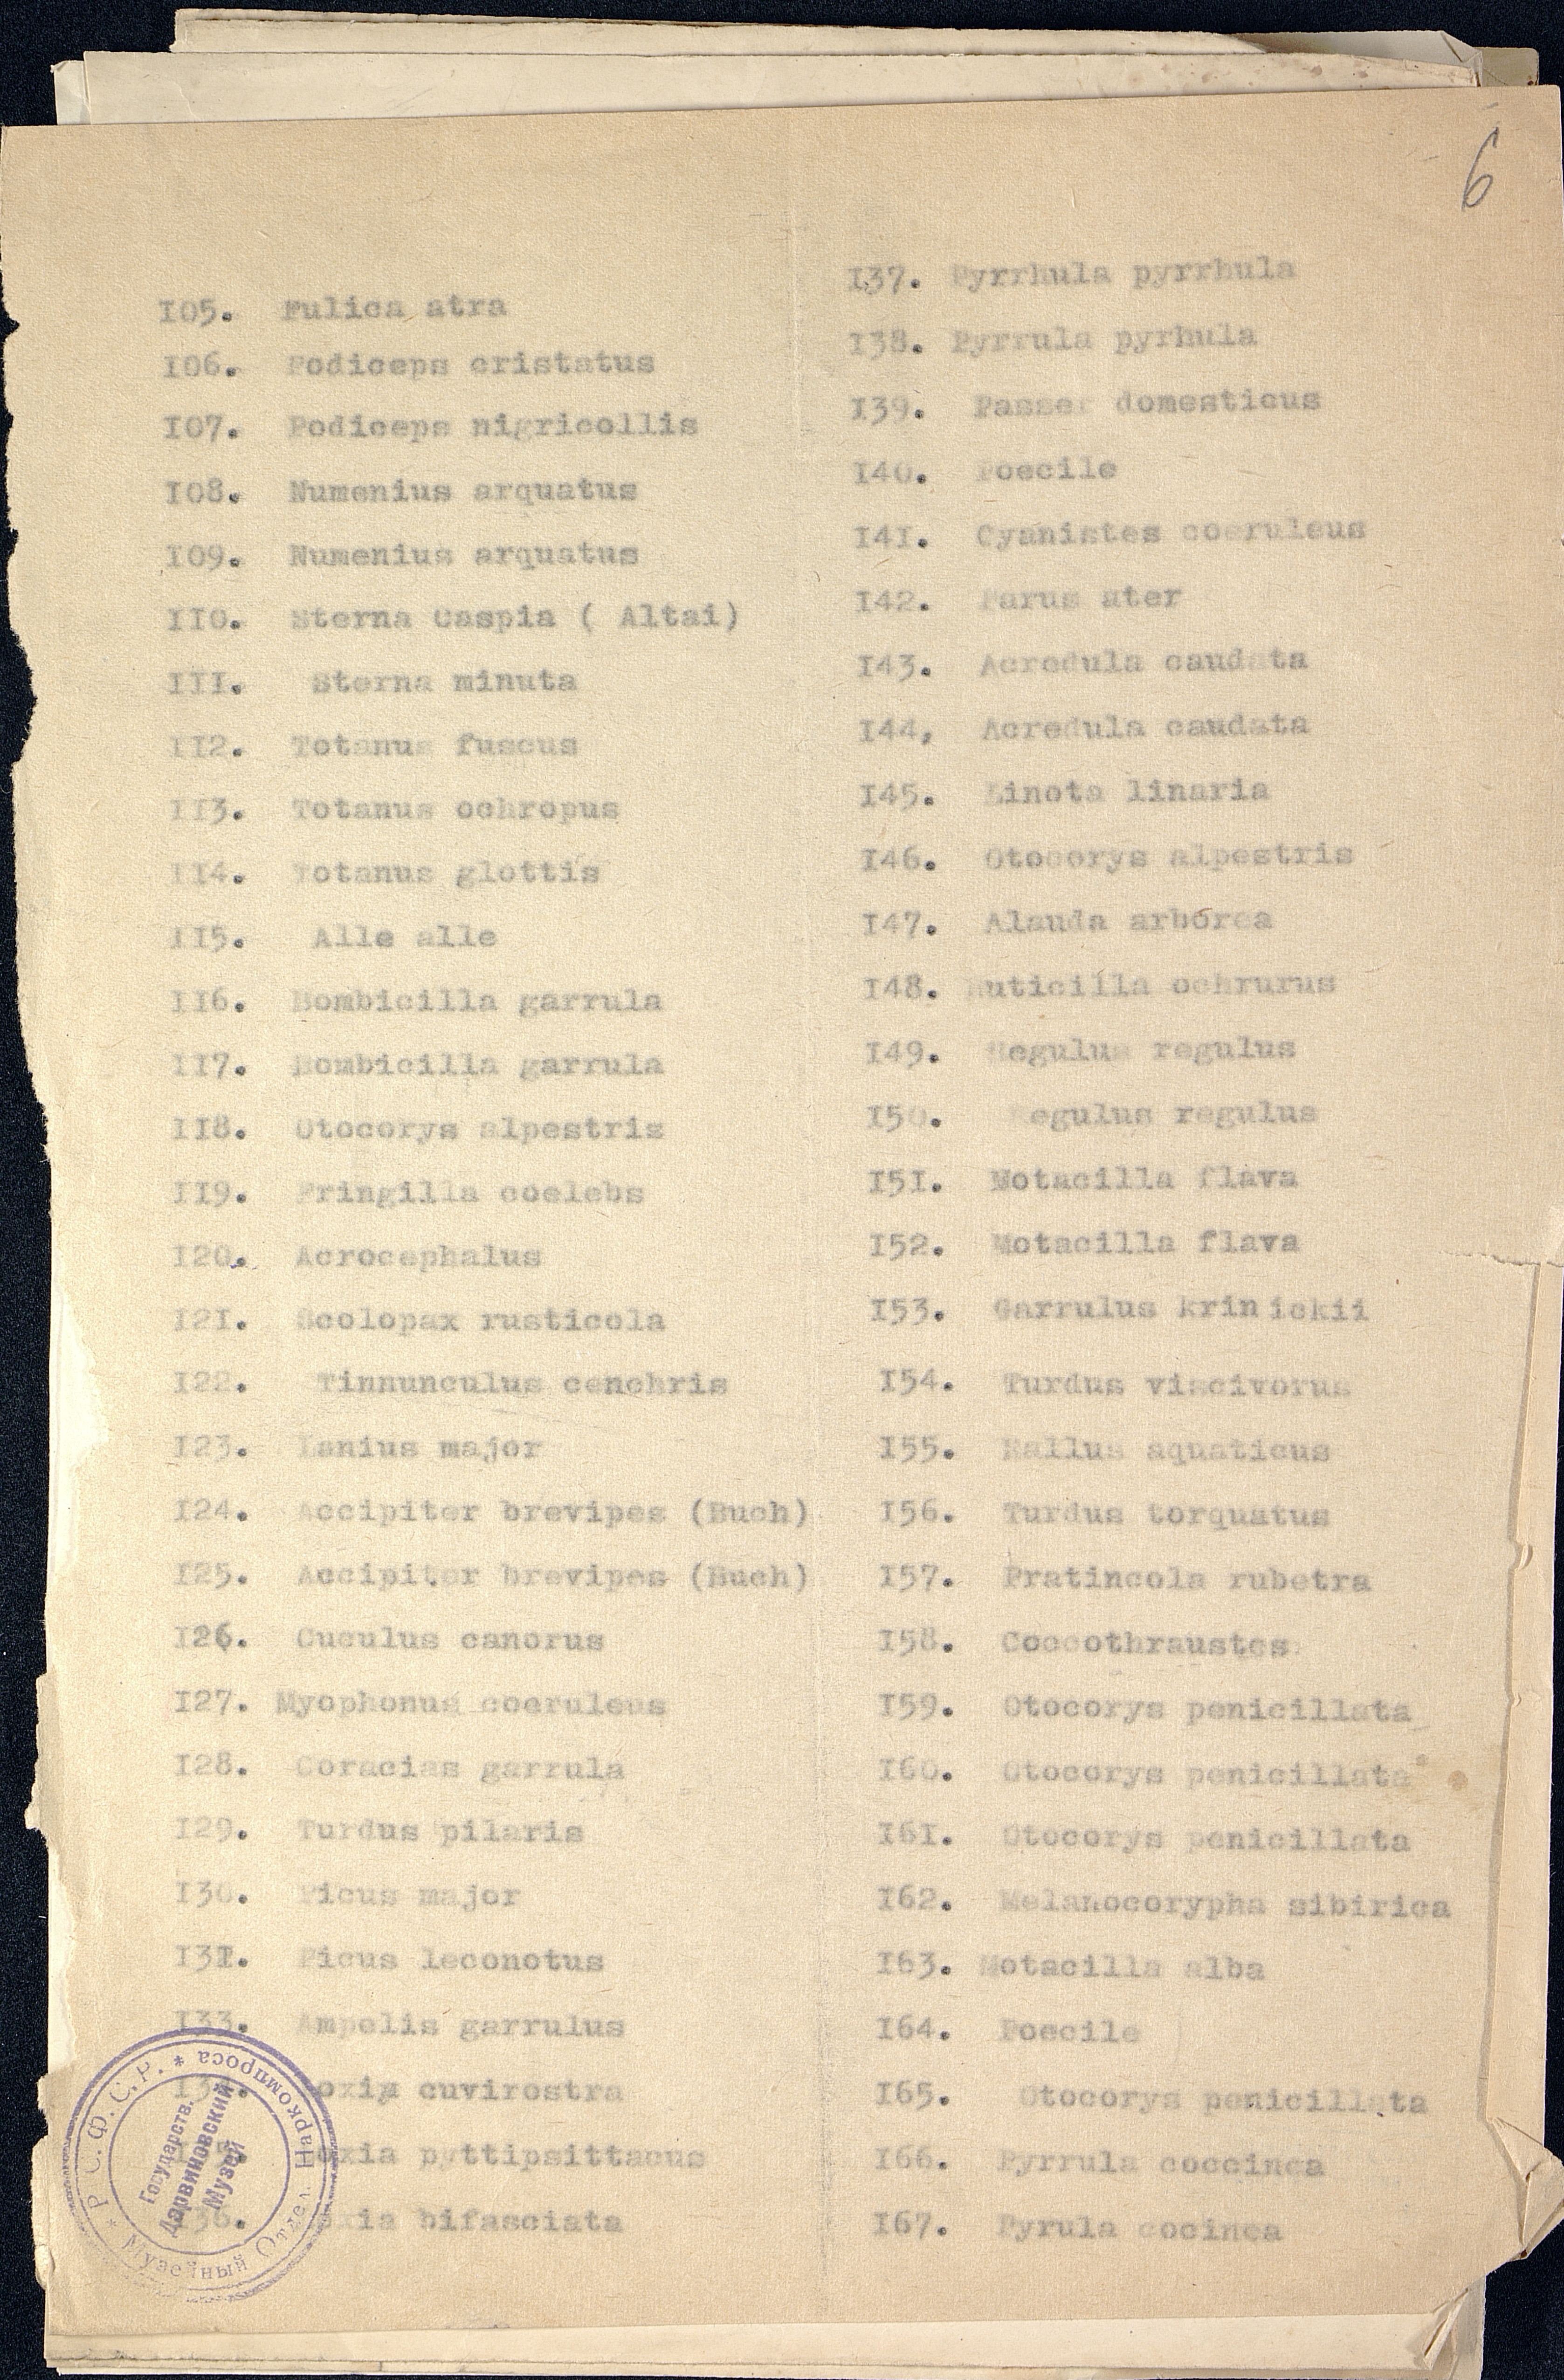 6
105. Fulica atra
106. Podiceps cristatus
107. Podiceps nigricollis
108. Numenius arquatus
109. Numenius arquatus
110. Sterna Caspia ( Altai)
111. Sterna minuta
112. Totanus fuscus
113. Totanus ochropus
114. Totanus glottis
115. Alle alle
116. Bombicilla garrula
117. Bombicilla garrula
118. Otocorys alpestris
119. Fringilla coelebs
120. Acrocephalus
121. Scolopax rusticola
122. Tinnunculus cenchris
123. Lanius major
124. Accipiter brevipes (Buch)
125. Accipiter brevipes (Buch)
126. Cuculus canorus
127. Myophonus coeruleus
128. Coracias garrula
129. Turdus pilaris
130. Picus major
131. Picus leconotus
133. Ampelis garrulus
134. Loxia cuvirostra
135. Loxia pyttipsittacus
136. Loxia bifasciata
137. Pyrrhula pyrrhula
138. Pyrrula pyrhula
139. Passer domesticus
140. Poecile
141. Cyanistes coeruleus
142. Parus ater
143. Acredula caudata
144, Acredula caudata
145. Linota linaria
146. Otocorys alpestris
147. Alauda arborea
148. Ruticilla ochrurus
149. Regulus regulus
150. Regulus regulus
151. Motacilla flava
152. Motacilla flava
153. Garrulus krinickii
154. Turdus viscivorus
155. Rallus aquaticus
156. Turdus torquatus
157. Pratincola rubetra
158. Coccothraustes
159. Otocorys penicillata
160. Otocorys penicillata
161. Otocorys penicillata
162. Melanocorypha sibirica
163. Motacilla alba
164. Poecile
165. Otocorys penicillata
166. Pyrrula coccinea
167. Pyrula cocinea
* Р.С.Ф.С.Р. * Наркомпроса
Музейный Отдел
Государств.
Дарвиновский
Музей